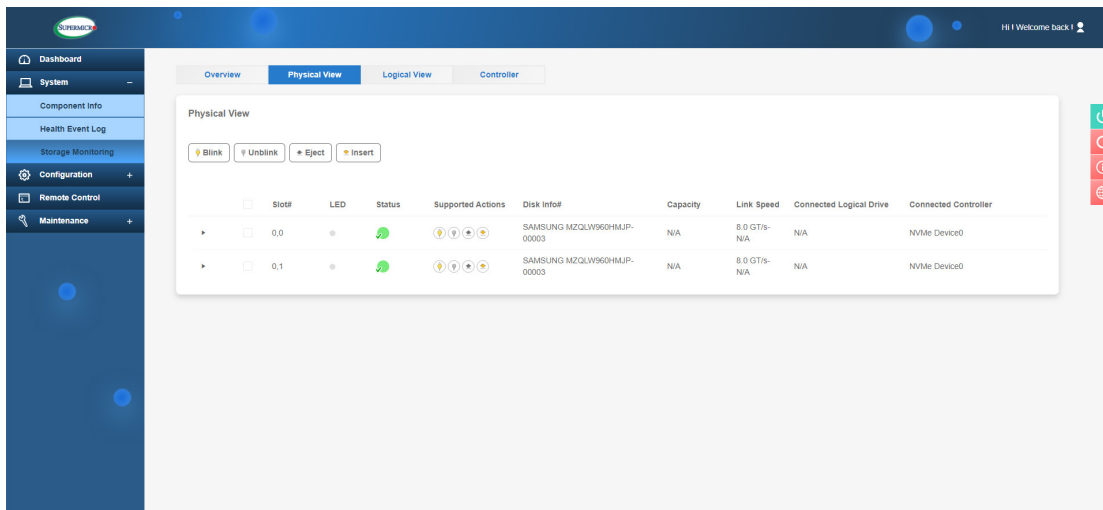 SUPERMICR
Hi ! Welcome back !
Dashboard
System −
Component Info
Health Event Log
Storage Monitoring
Configuration +
Remote Control
Maintenance +
Overview Physical View Logical View Controller
Physical View
Blink Unblink Eject Insert
Slot# LED Status Supported Actions Disk Info# Capacity Link Speed Connected Logical Drive Connected Controller
0,0 SAMSUNG MZQLW960HMJP-00003 N/A 8.0 GT/s-N/A N/A NVMe Device0
0,1 SAMSUNG MZQLW960HMJP-00003 N/A 8.0 GT/s-N/A N/A NVMe Device0